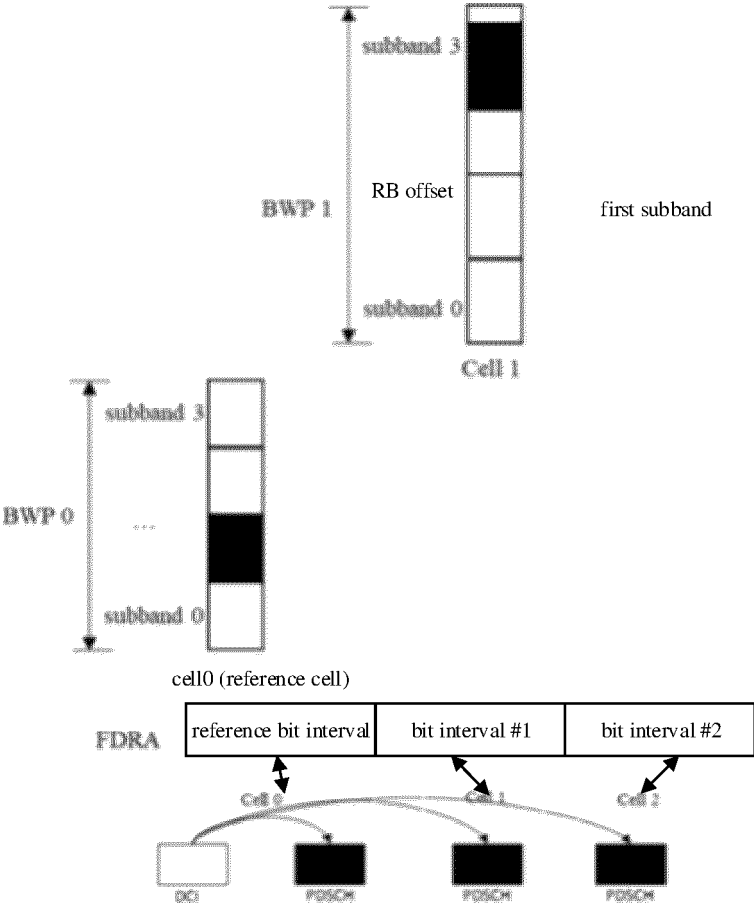 subband 3
RB offset
BWP 1
first subband
subband 0
Cell 1
subband 3
BWP 0
...
subband 0
cell0 (reference cell)
FDRA
reference bit interval
bit interval #1
bit interval #2
Cell 0
Cell 1
Cell 2
DCI
PDSCH
PDSCH
PDSCH